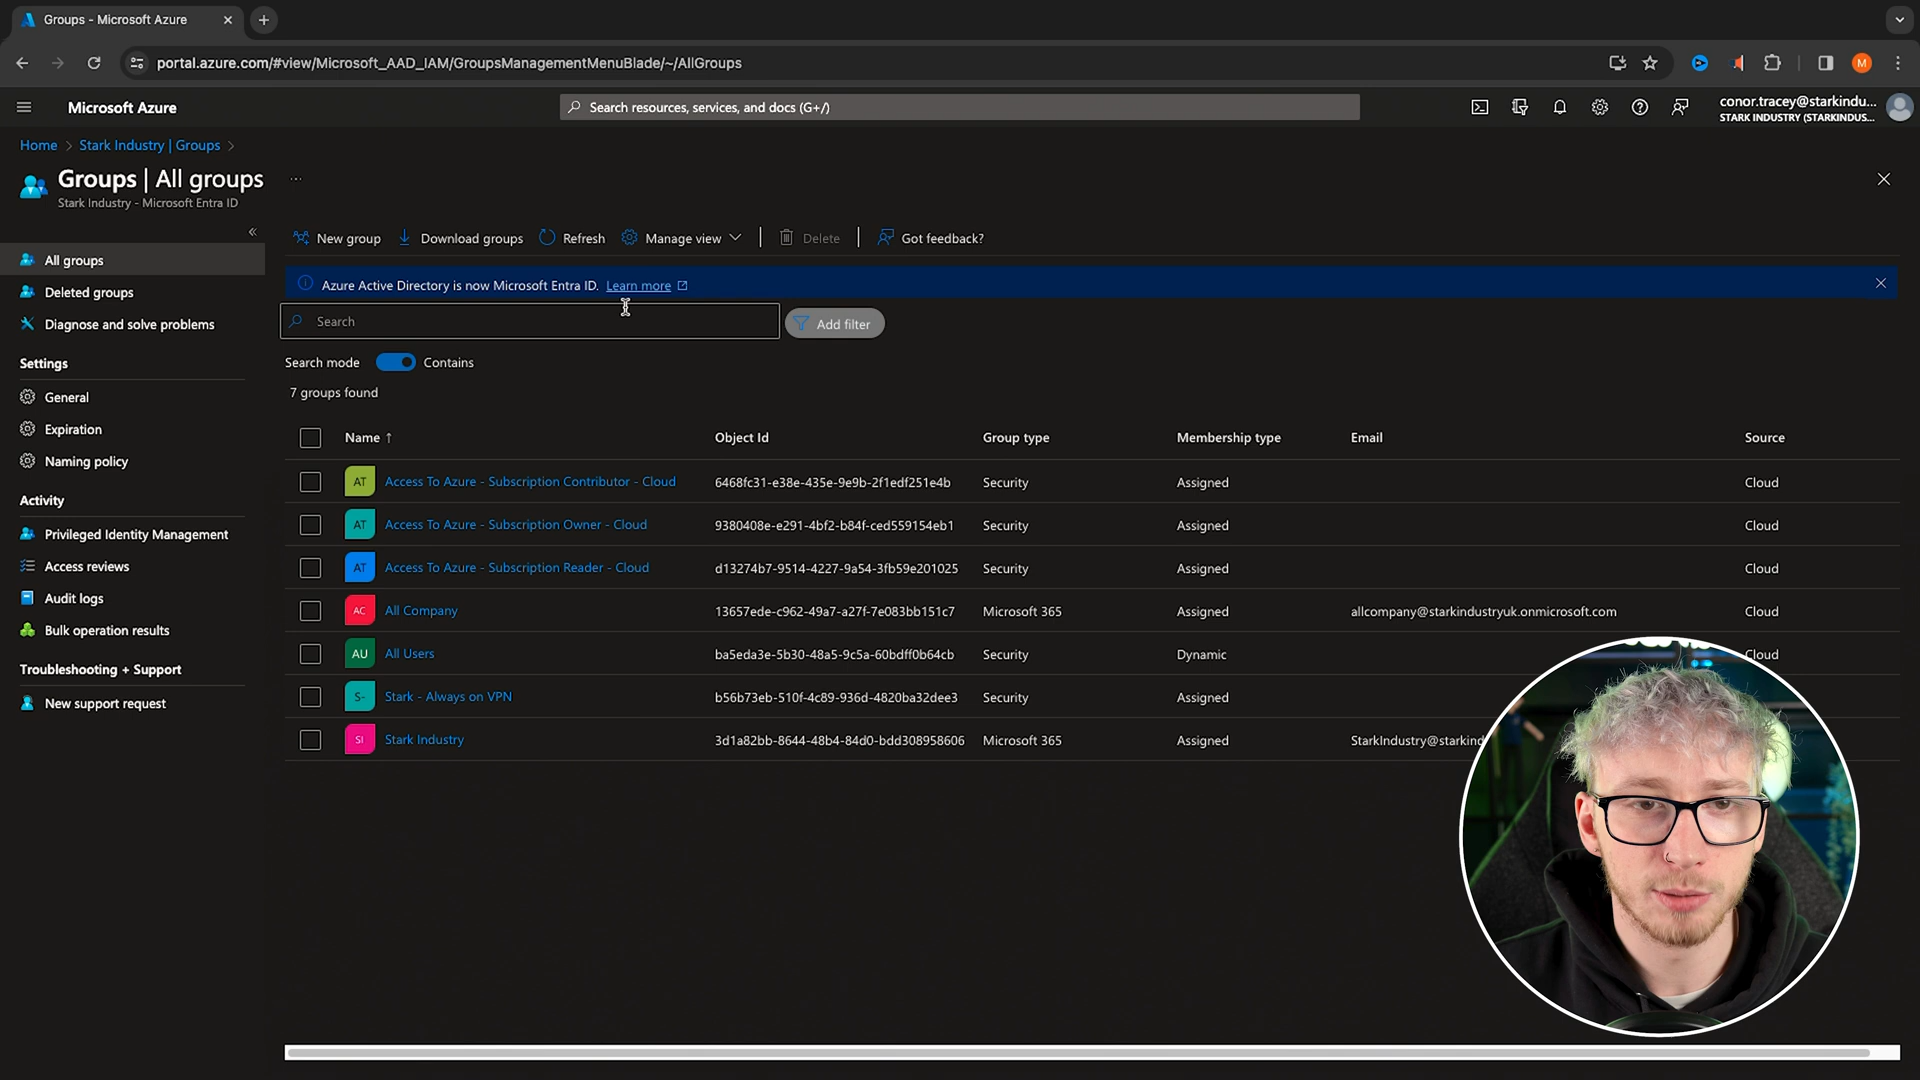 Groups - Microsoft Azure
portal.azure.com/#view/Microsoft_AAD_IAM/GroupsManagementMenuBlade/~/AllGroups
M
Microsoft Azure
Search resources, services, and docs (G+/)
conor.tracey@starkindu...
STARK INDUSTRY (STARKINDUS...
Home > Stark Industry | Groups >
Groups | All groups ...
Stark Industry - Microsoft Entra ID
«
All groups
Deleted groups
Diagnose and solve problems
Settings
General
Expiration
Naming policy
Activity
Privileged Identity Management
Access reviews
Audit logs
Bulk operation results
Troubleshooting + Support
New support request
New group Download groups Refresh Manage view | Delete | Got feedback?
Azure Active Directory is now Microsoft Entra ID. Learn more
Search Add filter
Search mode Contains
7 groups found
Name ↑ Object Id Group type Membership type Email Source
AT Access To Azure - Subscription Contributor - Cloud 6468fc31-e38e-435e-9e9b-2f1edf251e4b Security Assigned Cloud
AT Access To Azure - Subscription Owner - Cloud 9380408e-e291-4bf2-b84f-ced559154eb1 Security Assigned Cloud
AT Access To Azure - Subscription Reader - Cloud d13274b7-9514-4227-9a54-3fb59e201025 Security Assigned Cloud
AC All Company 13657ede-c962-49a7-a27f-7e083bb151c7 Microsoft 365 Assigned allcompany@starkindustryuk.onmicrosoft.com Cloud
AU All Users ba5eda3e-5b30-48a5-9c5a-60bdff0b64cb Security Dynamic Cloud
S- Stark - Always on VPN b56b73eb-510f-4c89-936d-4820ba32dee3 Security Assigned
SI Stark Industry 3d1a82bb-8644-48b4-84d0-bdd308958606 Microsoft 365 Assigned StarkIndustry@starkind